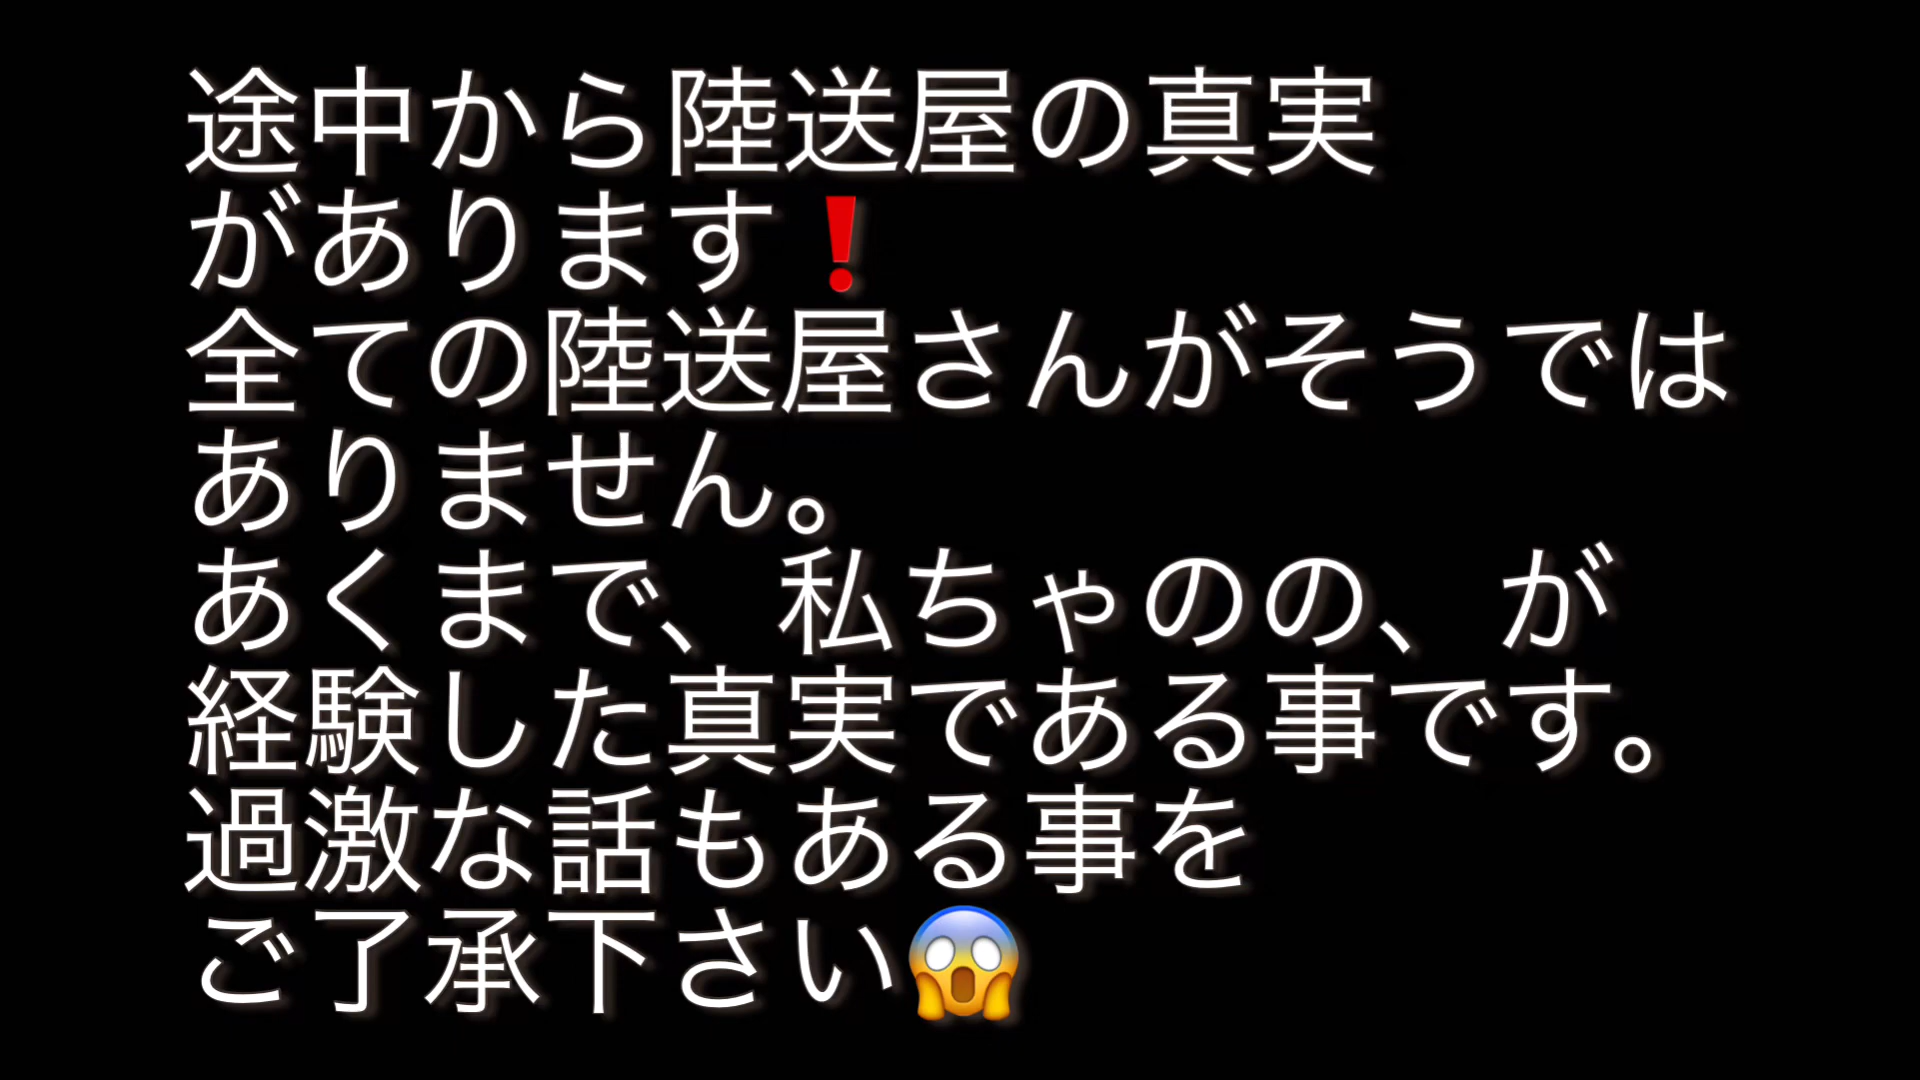 途中から陸送屋の真実
があります❗
全ての陸送屋さんがそうでは
ありません。
あくまで、私ちゃのの、が
経験した真実である事です。
過激な話もある事を
ご了承下さい😱